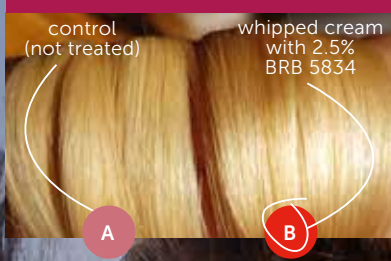 control
(not treated)
whipped cream
with 2.5%
BRB 5834
A
B